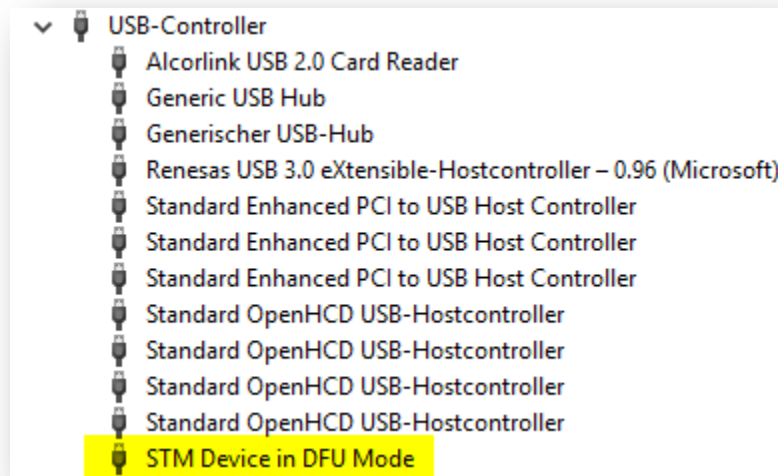 USB-Controller
Alcorlink USB 2.0 Card Reader
Generic USB Hub
Generischer USB-Hub
Renesas USB 3.0 eXtensible-Hostcontroller – 0.96 (Microsoft)
Standard Enhanced PCI to USB Host Controller
Standard Enhanced PCI to USB Host Controller
Standard Enhanced PCI to USB Host Controller
Standard OpenHCD USB-Hostcontroller
Standard OpenHCD USB-Hostcontroller
Standard OpenHCD USB-Hostcontroller
Standard OpenHCD USB-Hostcontroller
STM Device in DFU Mode